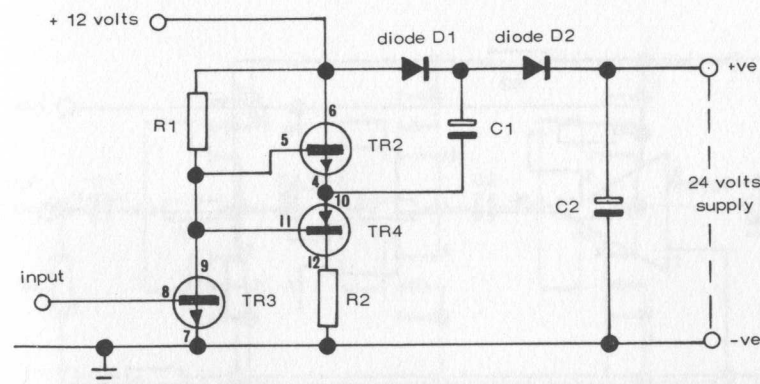 + 12 volts
diode D1
diode D2
+ve
R1
6
5
TR2
C1
4
10
24 volts
supply
11
TR4
C2
12
input
9
8
TR3
R2
7
-ve